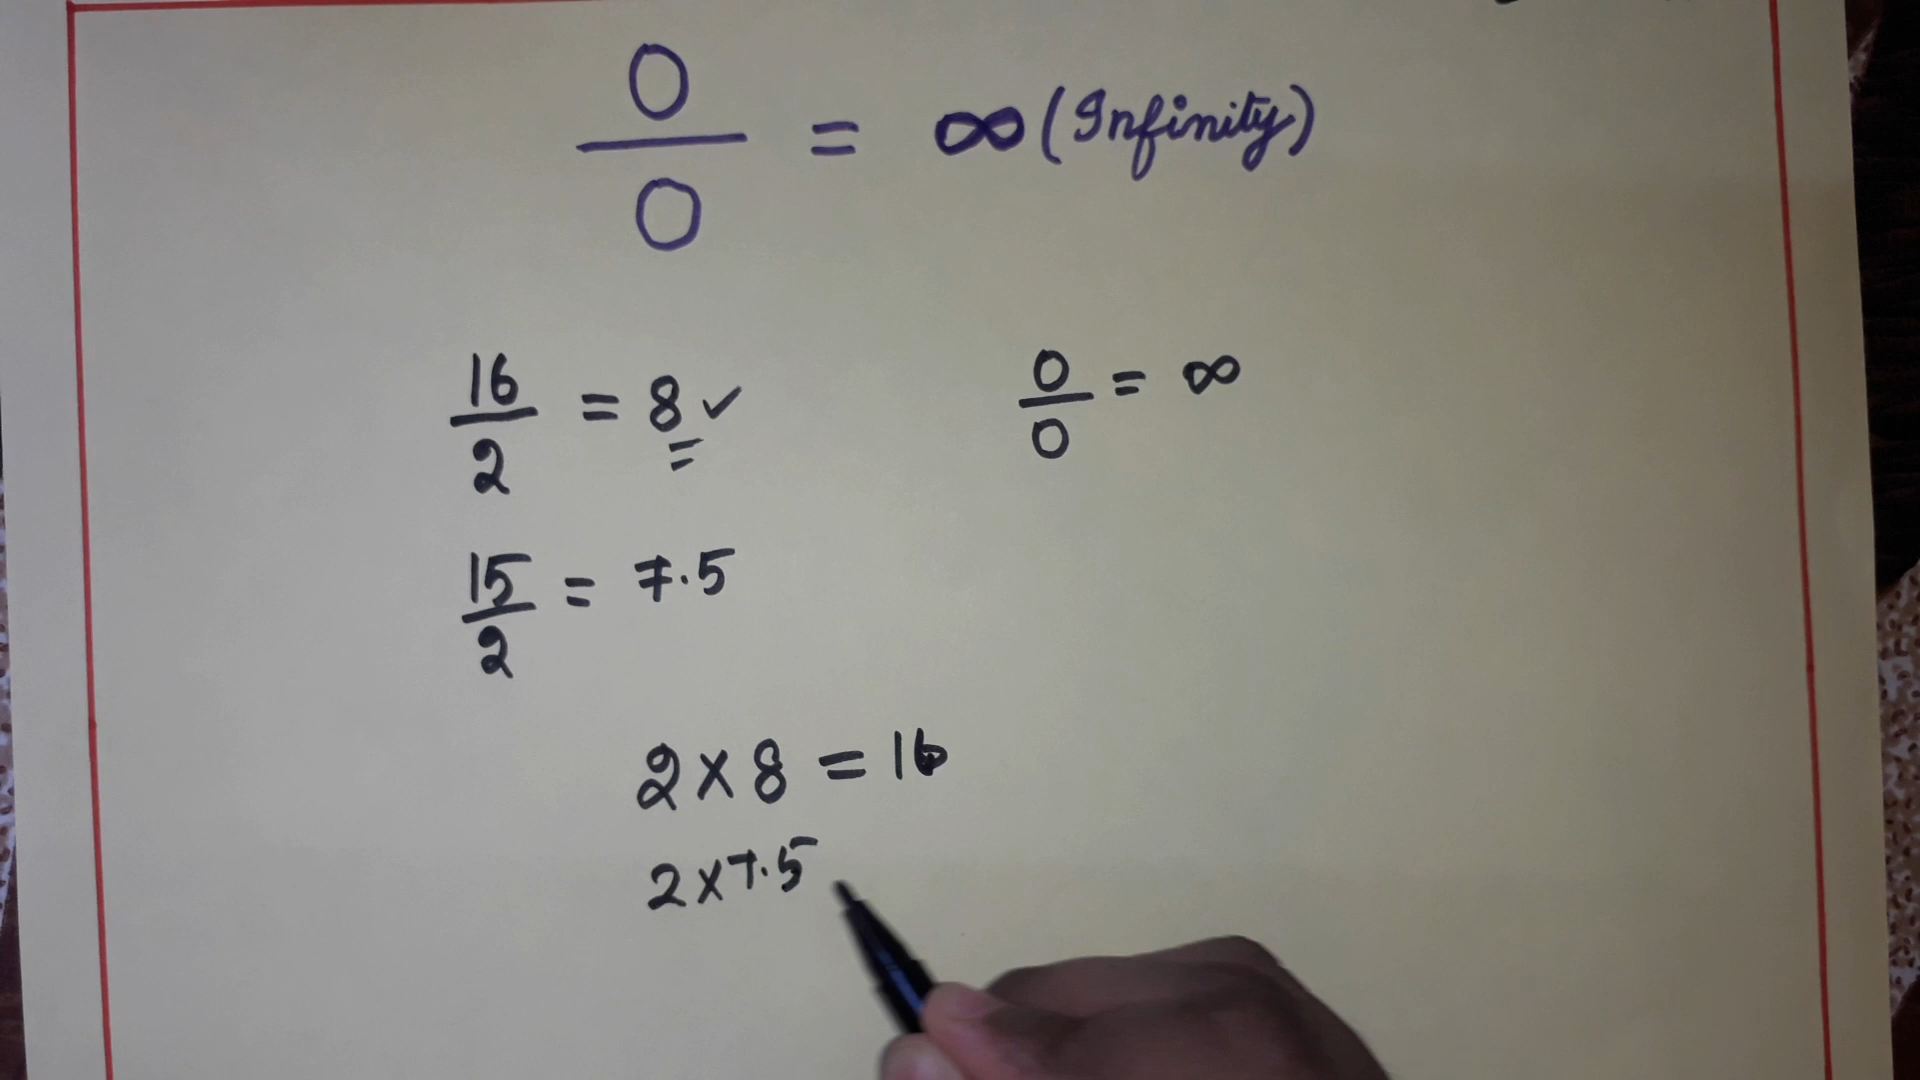 0/0 = ∞ (Infinity)
16/2 = 8 ✓
0/0 = ∞
15/2 = 7.5
2 × 8 = 16
2 × 7.5